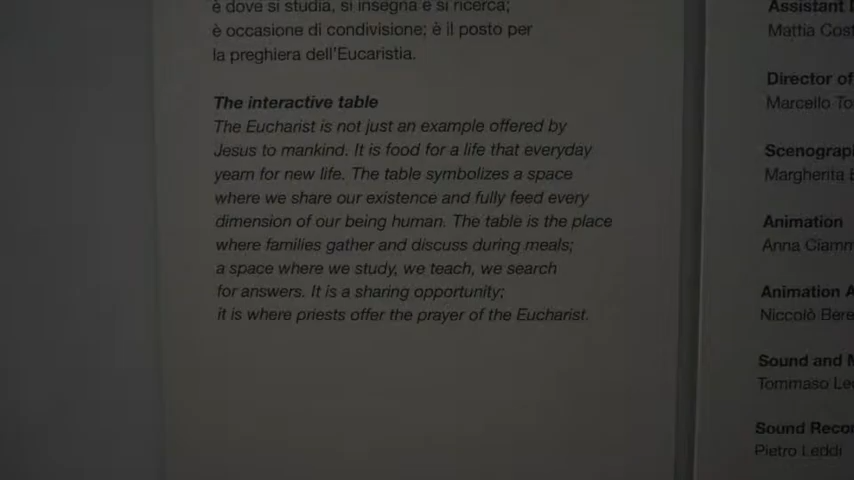 è dove si studia, si insegna e si ricerca;
è occasione di condivisione; è il posto per
la preghiera dell'Eucaristia.
The interactive table
The Eucharist is not just an example offered by
Jesus to mankind. It is food for a life that everyday
yearn for new life. The table symbolizes a space
where we share our existence and fully feed every
dimension of our being human. The table is the place
where families gather and discuss during meals;
a space where we study, we teach, we search
for answers. It is a sharing opportunity;
it is where priests offer the prayer of the Eucharist.
Assistant
Mattia
Director of
Marcello
Margherita
Animation
Anna
Animation
Niccolò
Sound and
Tommaso
Sound
Pietro Leddi